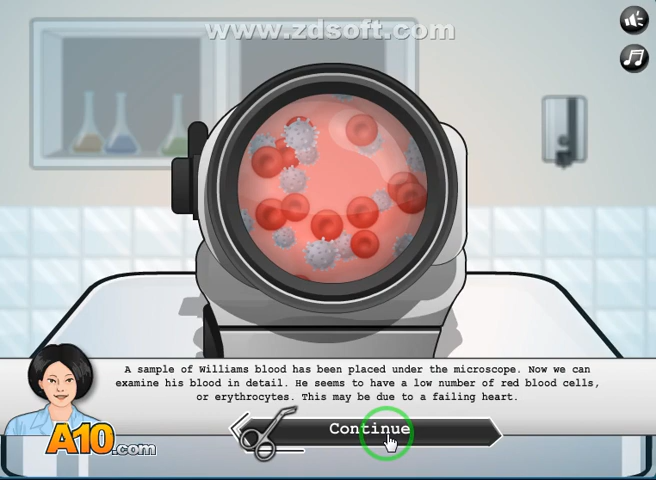 www.zdsoft.com
A sample of Williams blood has been placed under the microscope. Now we can
examine his blood in detail. He seems to have a low number of red blood cells,
or erythrocytes. This may be due to a failing heart.
Continue
A10.com